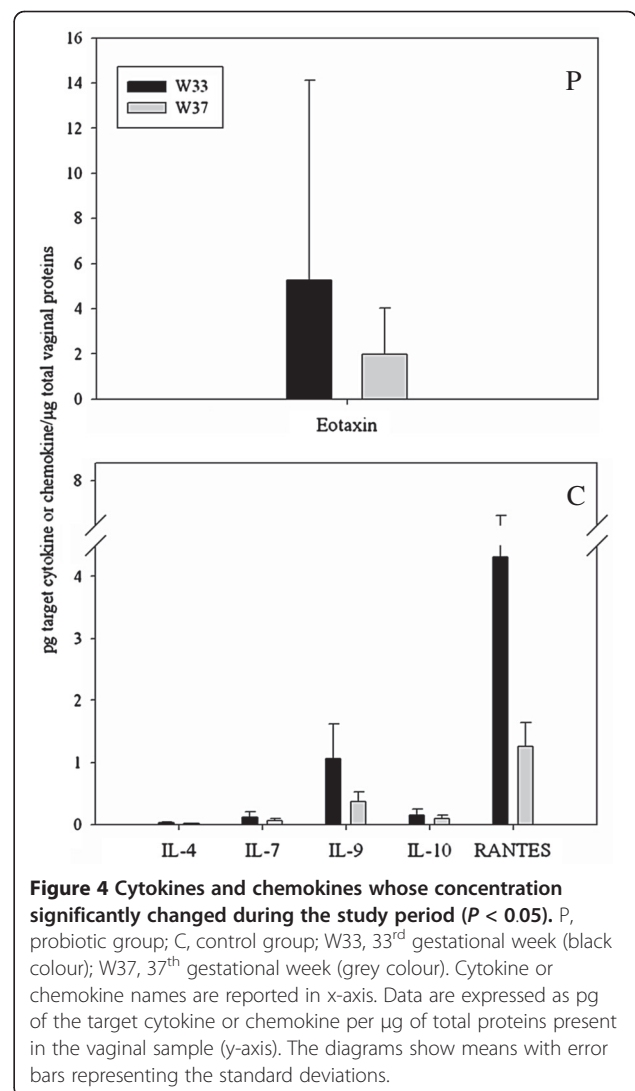 16
14
12
10
8
6
4
2
0
W33
W37
P
Eotaxin
pg target cytokine or chemokine/µg total vaginal proteins
8
4
3
2
1
0
C
IL-4 IL-7 IL-9 IL-10 RANTES
Figure 4 Cytokines and chemokines whose concentration
significantly changed during the study period (P < 0.05). P,
probiotic group; C, control group; W33, 33rd gestational week (black
colour); W37, 37th gestational week (grey colour). Cytokine or
chemokine names are reported in x-axis. Data are expressed as pg
of the target cytokine or chemokine per µg of total proteins present
in the vaginal sample (y-axis). The diagrams show means with error
bars representing the standard deviations.